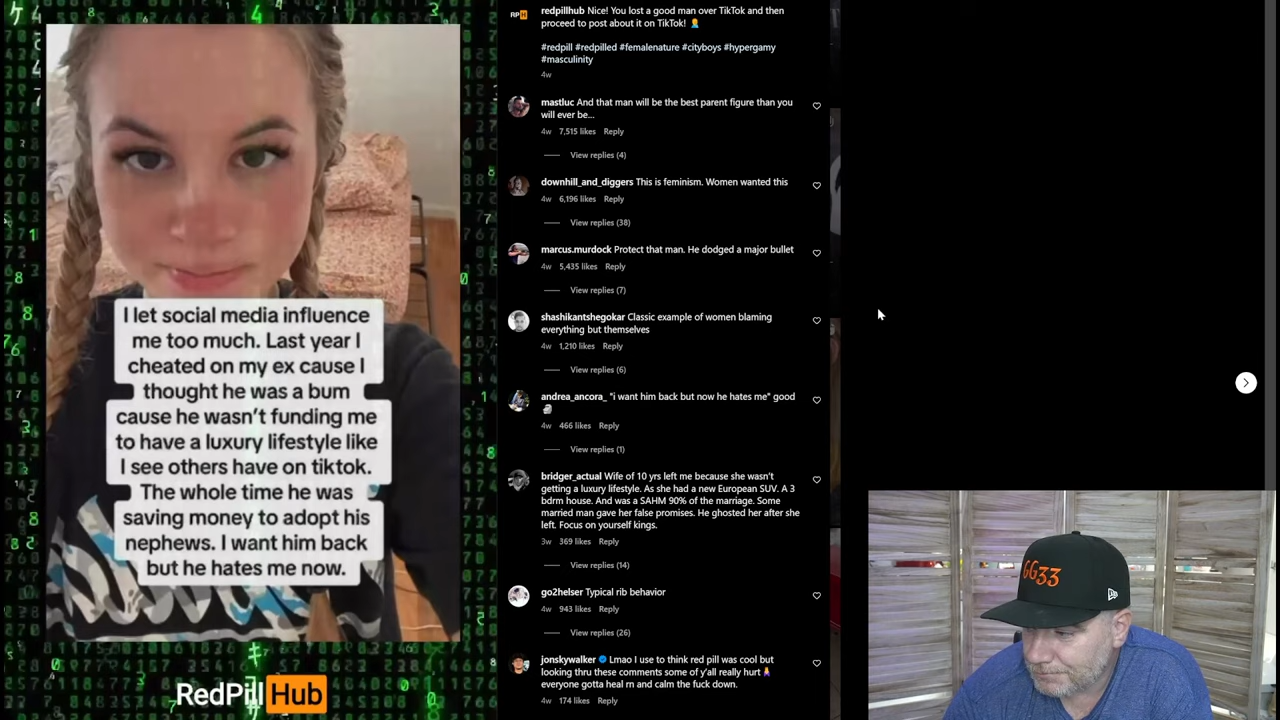 I let social media influence
me too much. Last year I
cheated on my ex cause I
thought he was a bum
cause he wasn't funding me
to have a luxury lifestyle like
I see others have on tiktok.
The whole time he was
saving money to adopt his
nephews. I want him back
but he hates me now.
RedPill Hub
RP H
redpillhub Nice! You lost a good man over TikTok and then
proceed to post about it on TikTok! 🤦‍♂️
#redpill #redpilled #femalenature #cityboys #hypergamy
#masculinity
4w
mastluc And that man will be the best parent figure than you
will ever be...
4w 7,515 likes Reply
View replies (4)
downhill_and_diggers This is feminism. Women wanted this
4w 6,196 likes Reply
View replies (38)
marcus.murdock Protect that man. He dodged a major bullet
4w 5,435 likes Reply
View replies (7)
shashikantshegokar Classic example of women blaming
everything but themselves
4w 1,210 likes Reply
View replies (6)
andrea_ancora_ "i want him back but now he hates me" good
🗿
4w 466 likes Reply
View replies (1)
bridger_actual Wife of 10 yrs left me because she wasn't
getting a luxury lifestyle. As she had a new European SUV. A 3
bdrm house. And was a SAHM 90% of the marriage. Some
married man gave her false promises. He ghosted her after she
left. Focus on yourself kings.
3w 369 likes Reply
View replies (14)
go2helser Typical rib behavior
4w 943 likes Reply
View replies (26)
jonskywalker Lmao I use to think red pill was cool but
looking thru these comments some of y'all really hurt
everyone gotta heal rn and calm the fuck down.
4w 174 likes Reply
GG33